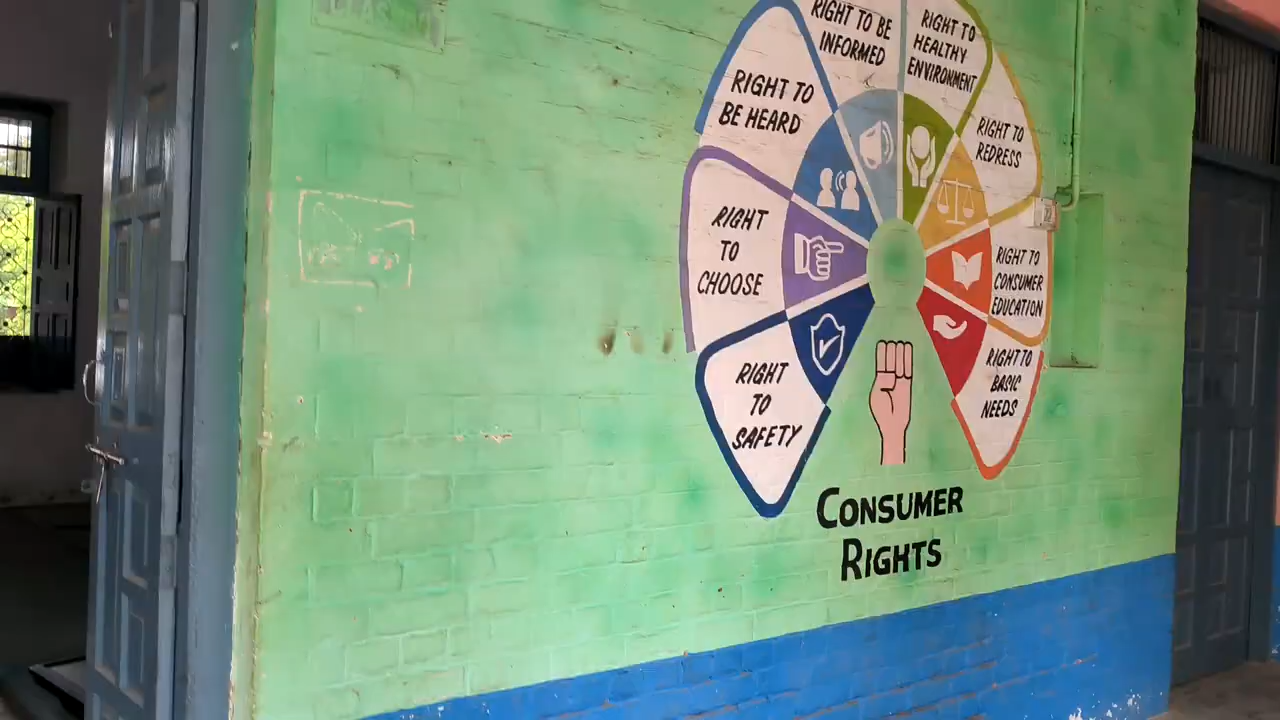 RIGHT TO BE
INFORMED
RIGHT TO
HEALTHY
ENVIRONMENT
RIGHT TO
BE HEARD
RIGHT TO
REDRESS
RIGHT
TO
CHOOSE
RIGHT TO
CONSUMER
EDUCATION
RIGHT
TO
SAFETY
RIGHT TO
BASIC
NEEDS
CONSUMER
RIGHTS